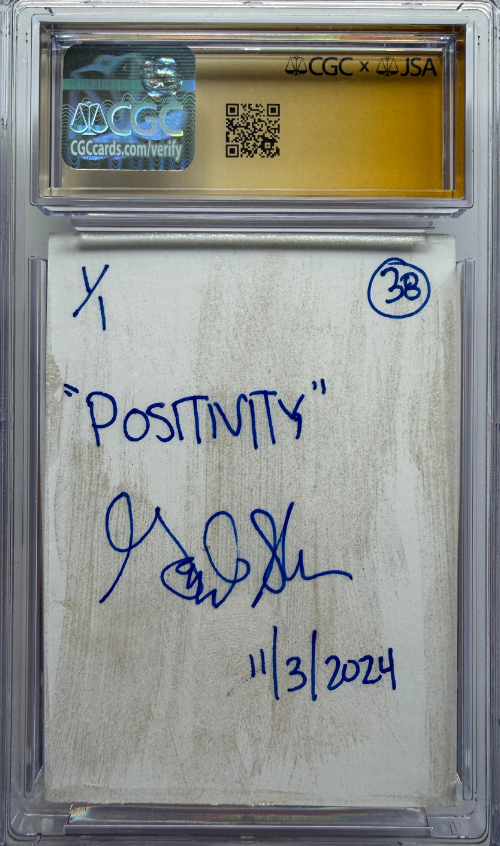 CGC × JSA
CGC
CGCcards.com/verify
1/1
38
"POSITIVITY"
11/3/2024